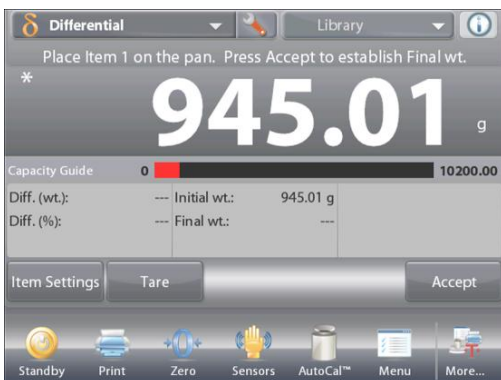 δ Differential Library i
Place Item 1 on the pan. Press Accept to establish Final wt.
* 945.01 g
Capacity Guide 0 10200.00
Diff. (wt.): --- Initial wt.: 945.01 g
Diff. (%): --- Final wt.: ---
Item Settings Tare Accept
Standby Print Zero Sensors AutoCal™ Menu More...